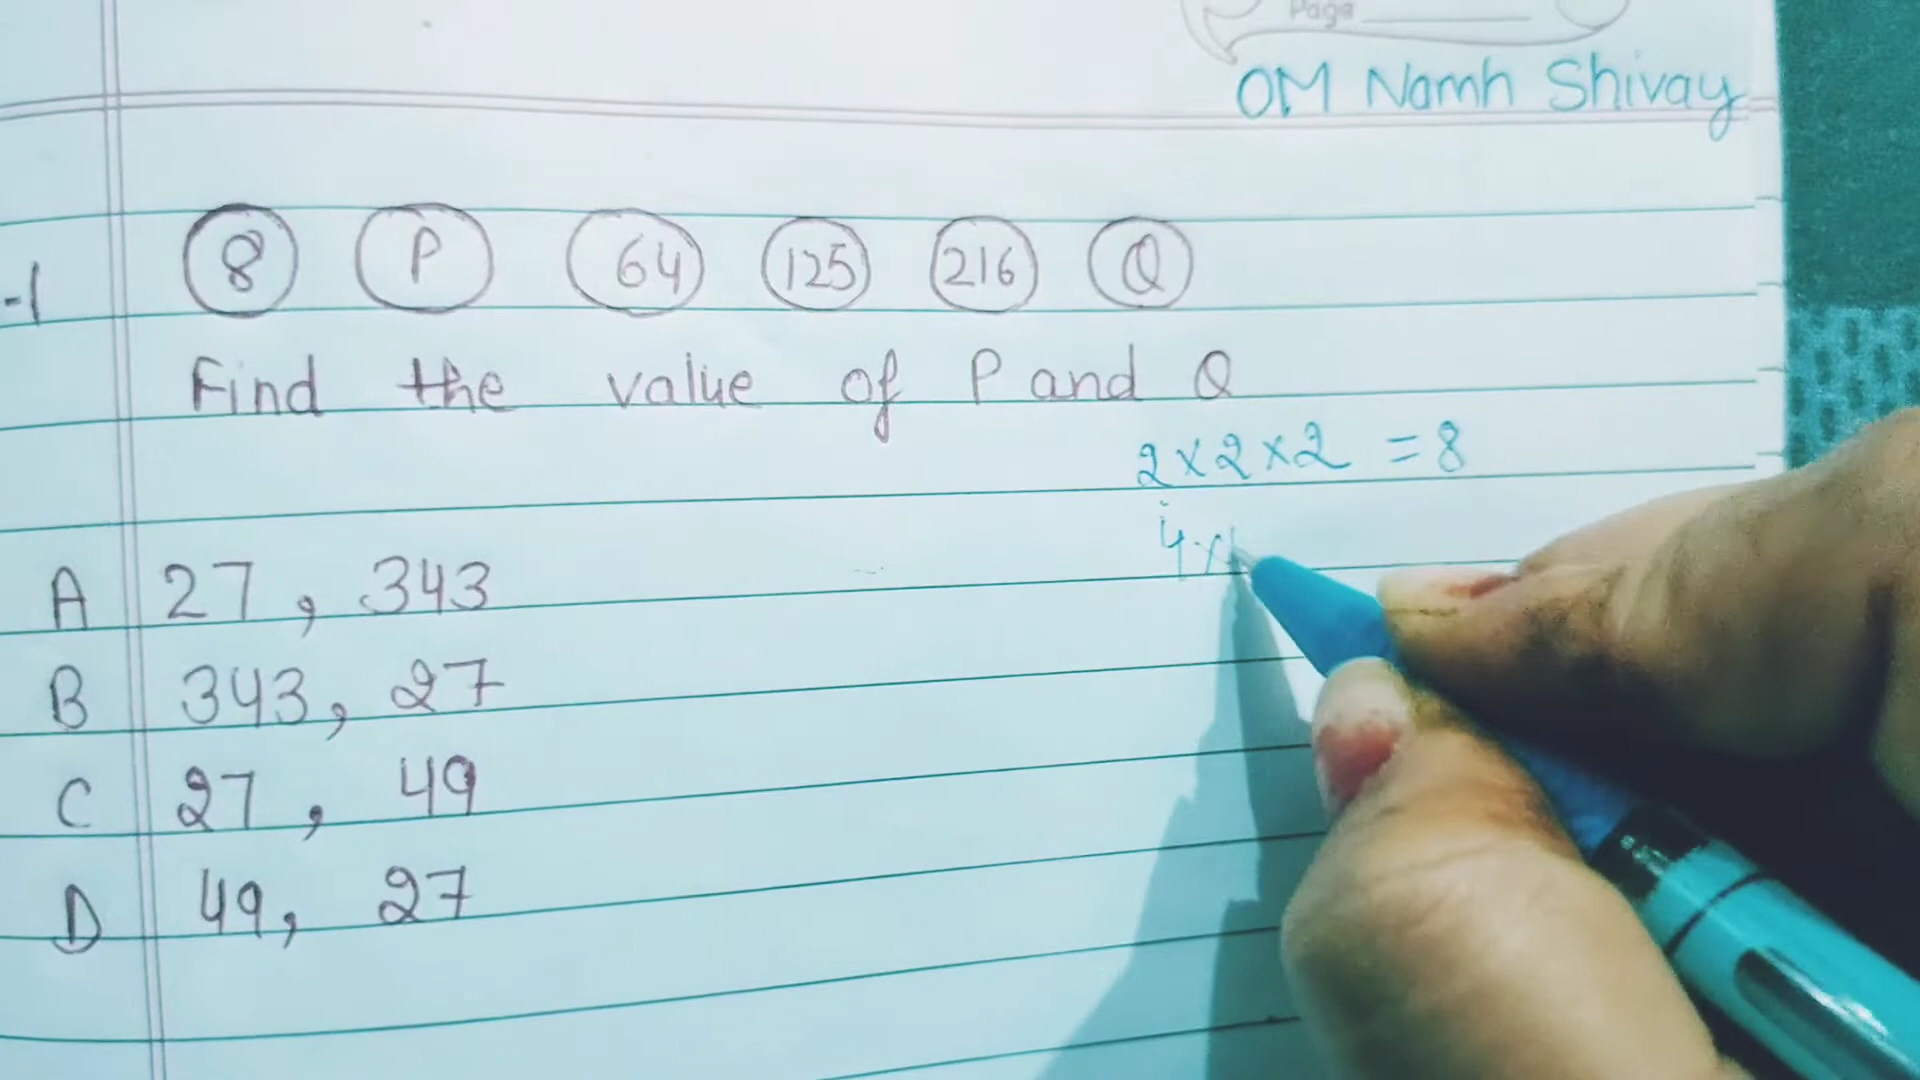 Page
OM Namh Shivay
-1 8 P 64 125 216 Q
Find the value of P and Q
2×2×2 = 8
4×
A 27, 343
B 343, 27
C 27, 49
D 49, 27